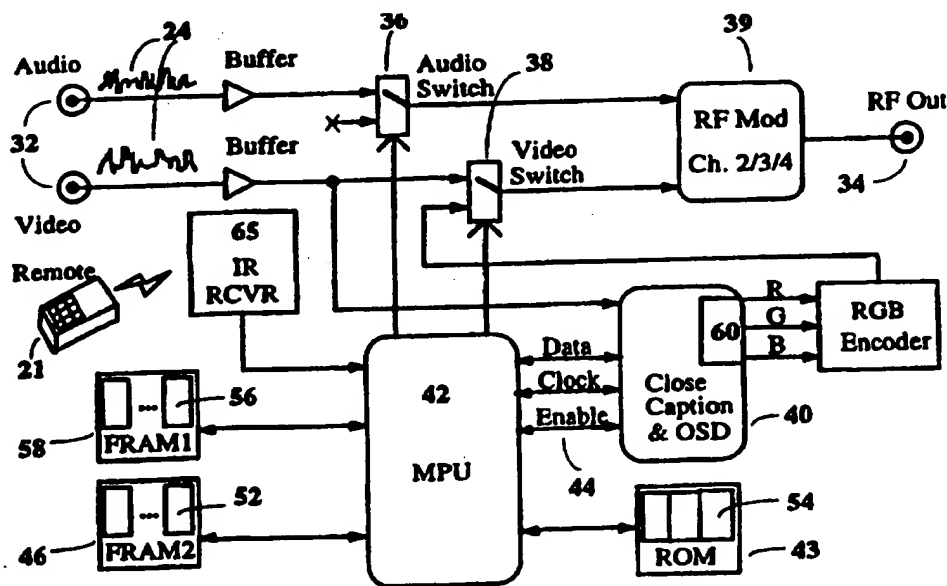 36
39
24
Audio
Buffer
Audio
Switch
38
RF Mod
Ch. 2/3/4
RF Out
34
32
Buffer
Video
Switch
Video
65
IR
RCVR
Remote
21
R
G
B
60
RGB
Encoder
42
MPU
Data
Clock
Enable
44
Close
Caption
& OSD
40
...
56
58
FRAM1
...
52
46
FRAM2
54
ROM
43